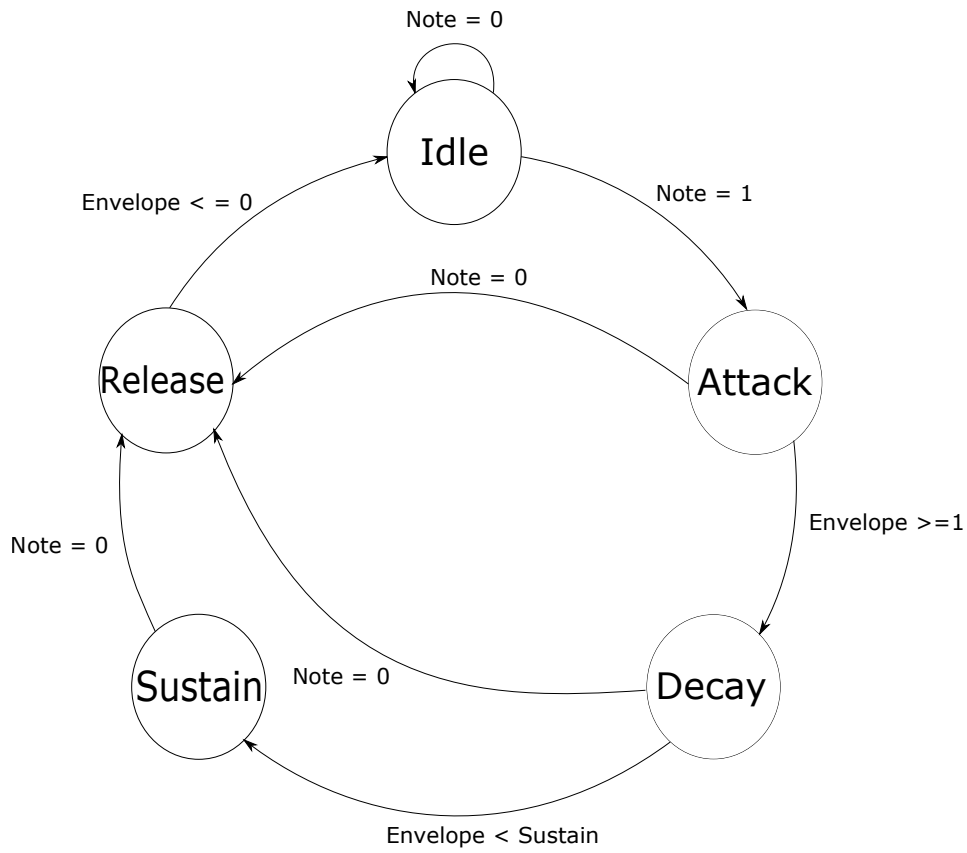 Note = 0
Idle
Note = 1
Envelope < = 0
Note = 0
Release
Attack
Envelope >=1
Note = 0
Note = 0
Sustain
Decay
Envelope < Sustain